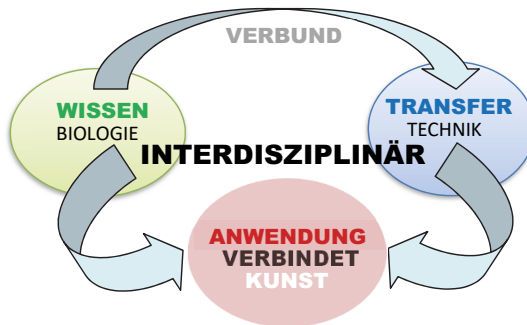 VERBUND
WISSEN
BIOLOGIE
TRANSFER
TECHNIK
INTERDISZIPLINÄR
ANWENDUNG
VERBINDET
KUNST